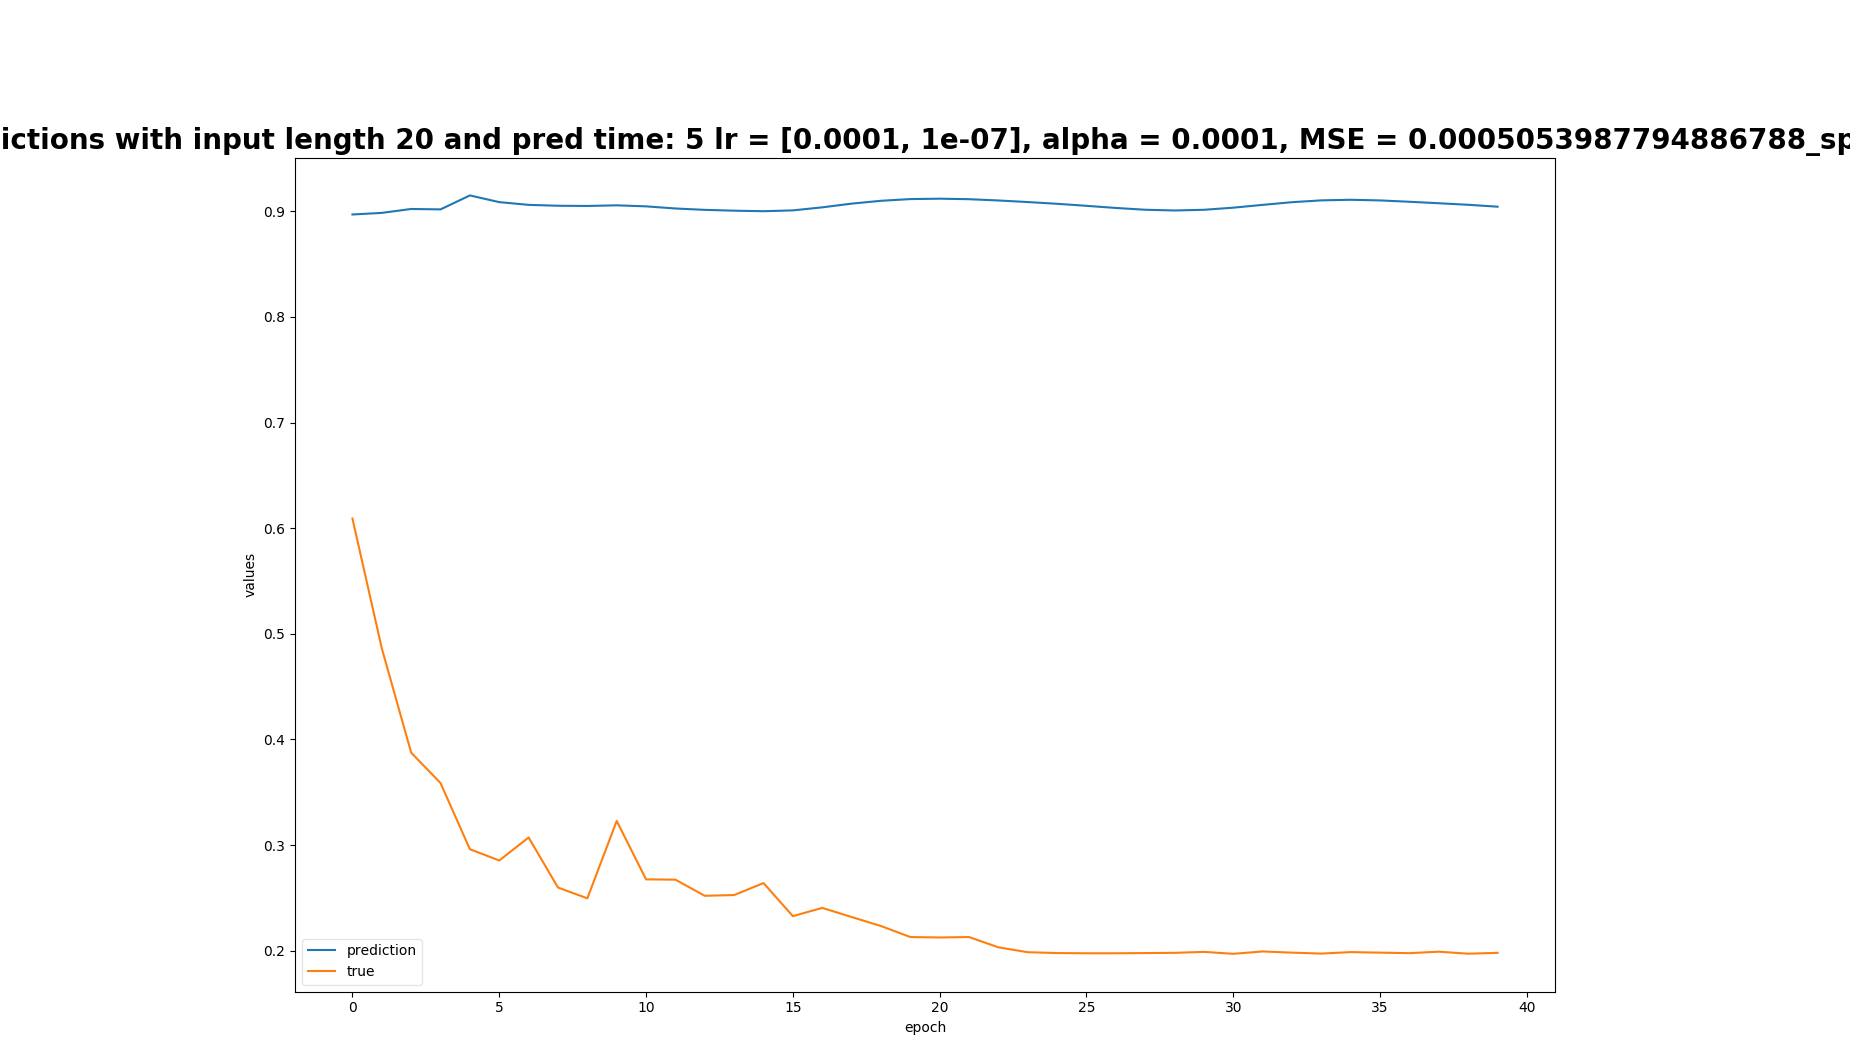 ictions with input length 20 and pred time: 5 lr = [0.0001, 1e-07], alpha = 0.0001, MSE = 0.0005053987794886788_sp
0.9
0.8
0.7
0.6
0.5
0.4
0.3
0.2
values
prediction
true
0 5 10 15 20 25 30 35 40
epoch